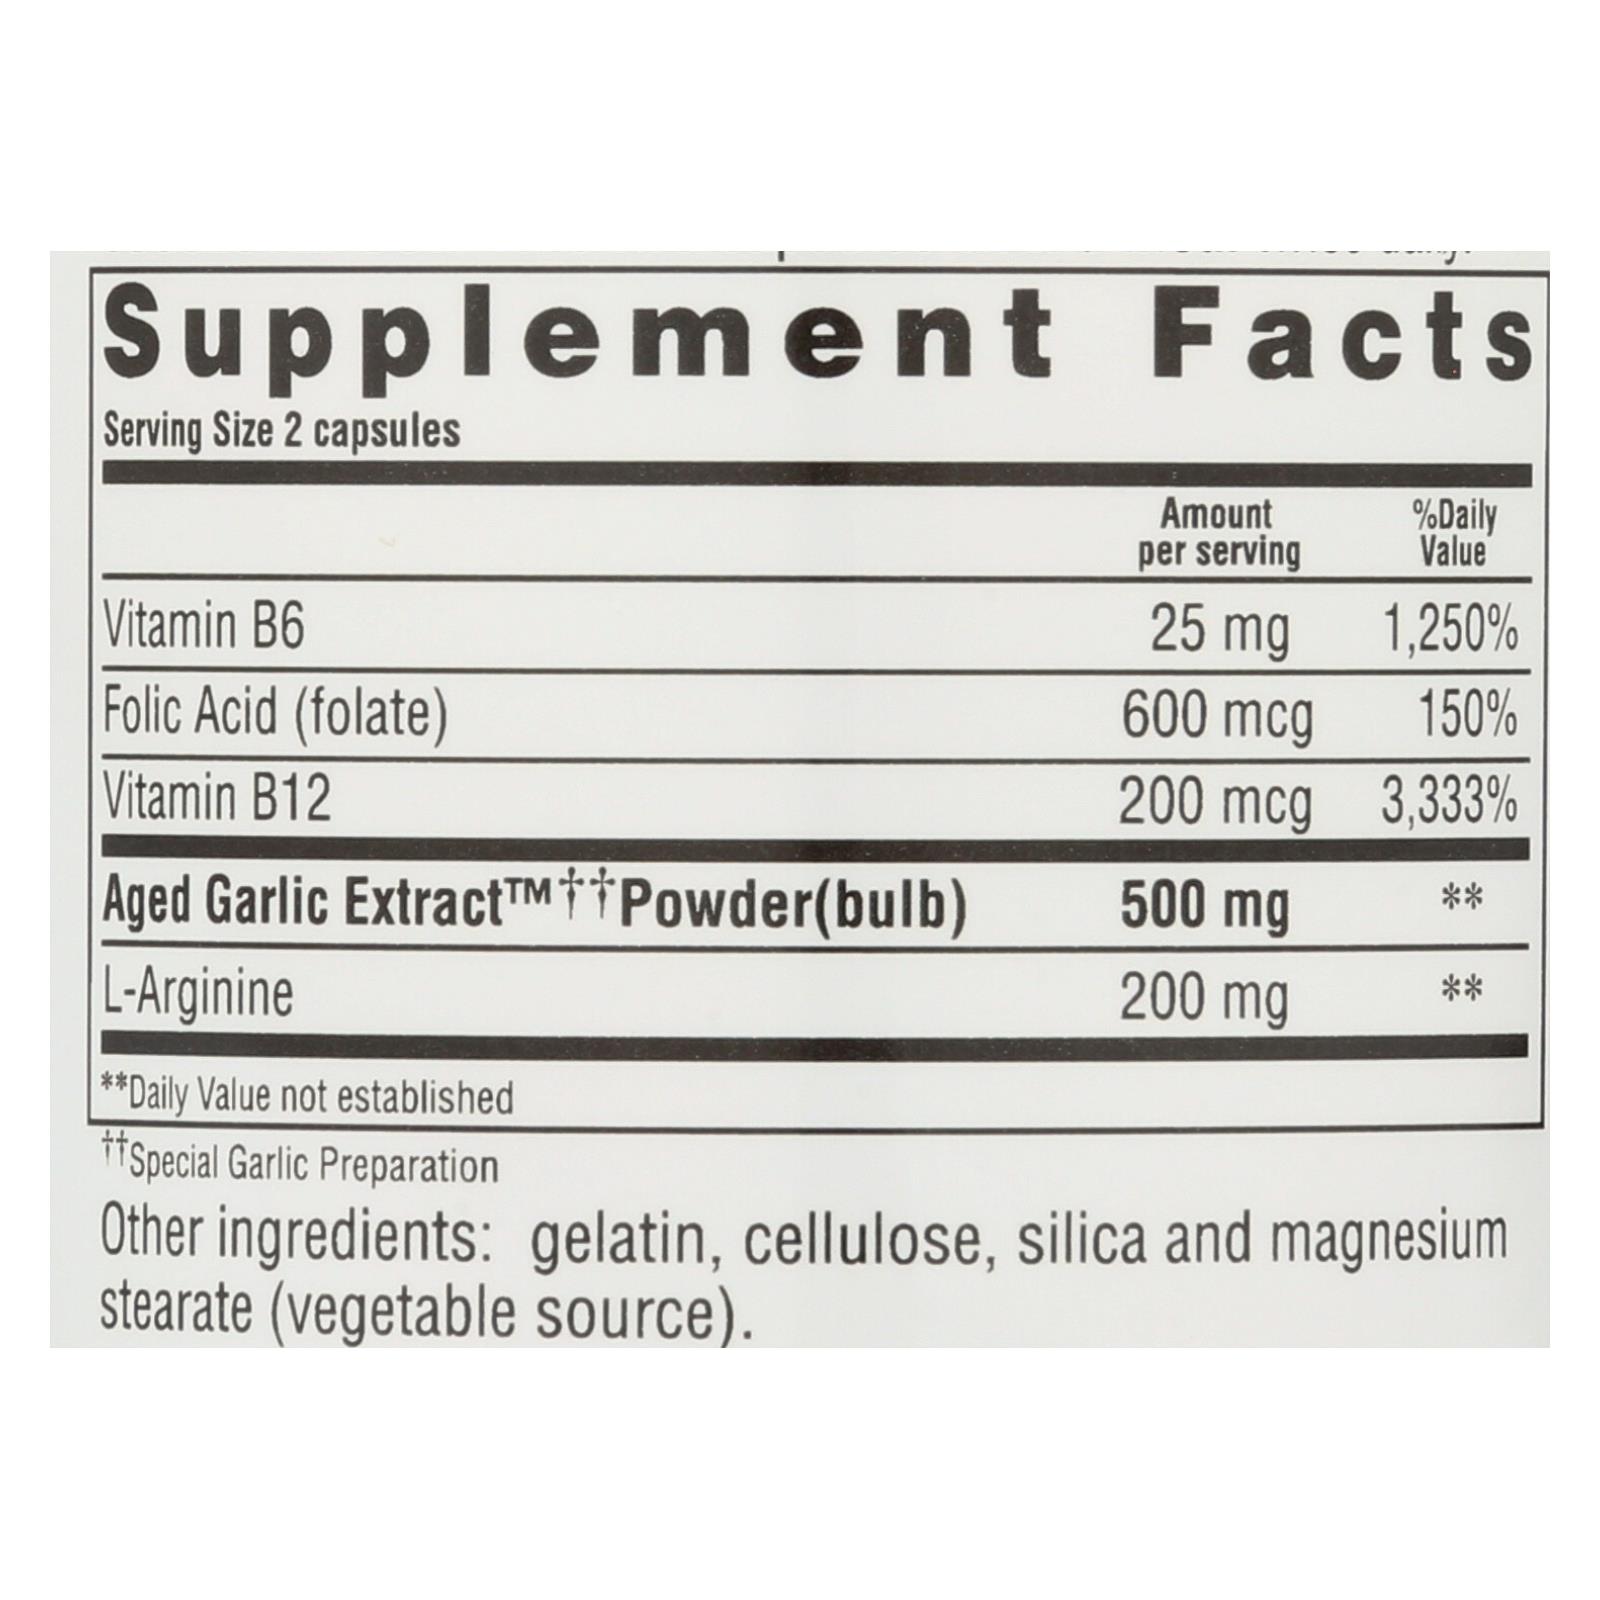 daily.
Supplement Facts
Serving Size 2 capsules
Amount per serving %Daily Value
Vitamin B6 25 mg 1,250%
Folic Acid (folate) 600 mcg 150%
Vitamin B12 200 mcg 3,333%
Aged Garlic Extract™††Powder(bulb) 500 mg **
L-Arginine 200 mg **
**Daily Value not established
††Special Garlic Preparation
Other ingredients: gelatin, cellulose, silica and magnesium
stearate (vegetable source).